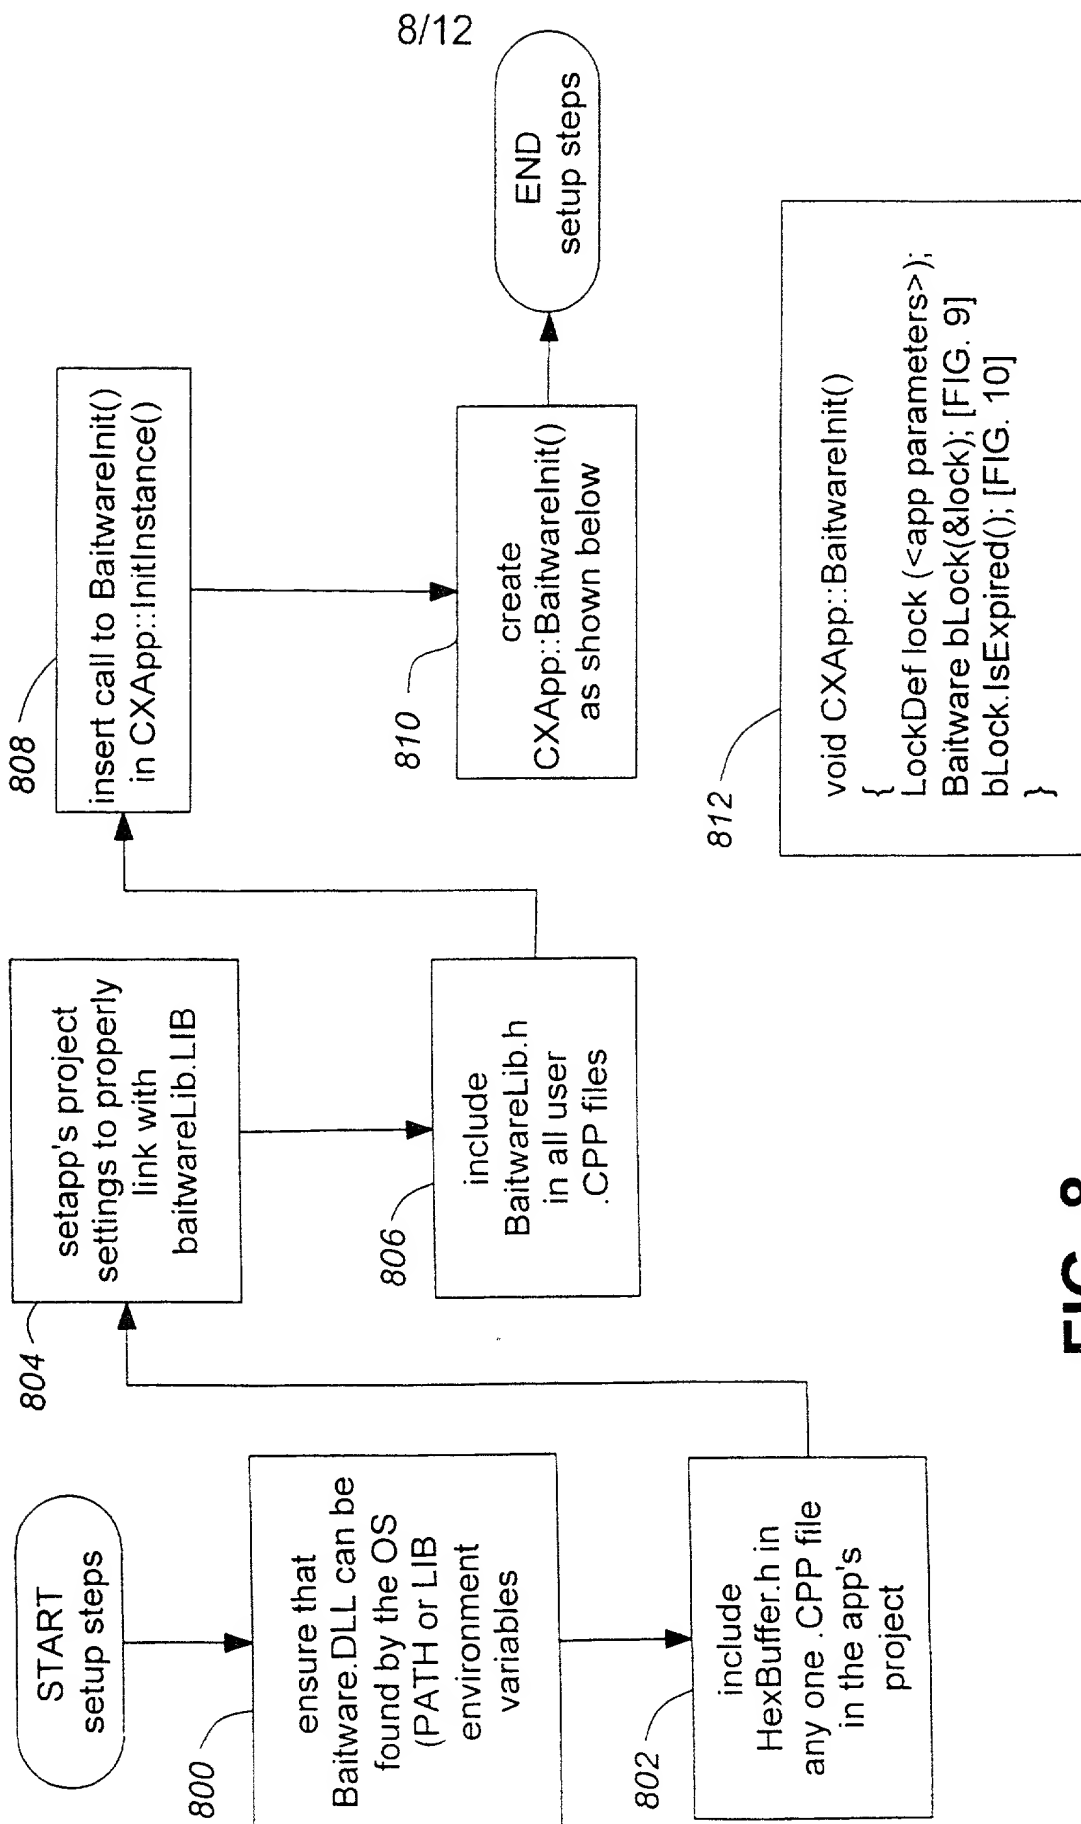 8/12
START
setup steps
800
ensure that
Baitware.DLL can be
found by the OS
(PATH or LIB
environment
variables
802
include
HexBuffer.h in
any one .CPP file
in the app's
project
804
setapp's project
settings to properly
link with
baitwareLib.LIB
806
include
BaitwareLib.h
in all user
.CPP files
808
insert call to BaitwareInit()
in CXApp::InitInstance()
810
create
CXApp::BaitwareInit()
as shown below
END
setup steps
812
void CXApp::BaitwareInit()
{
LockDef lock (<app parameters>);
Baitware bLock(&lock); [FIG. 9]
bLock.IsExpired(); [FIG. 10]
}
FIG. 8